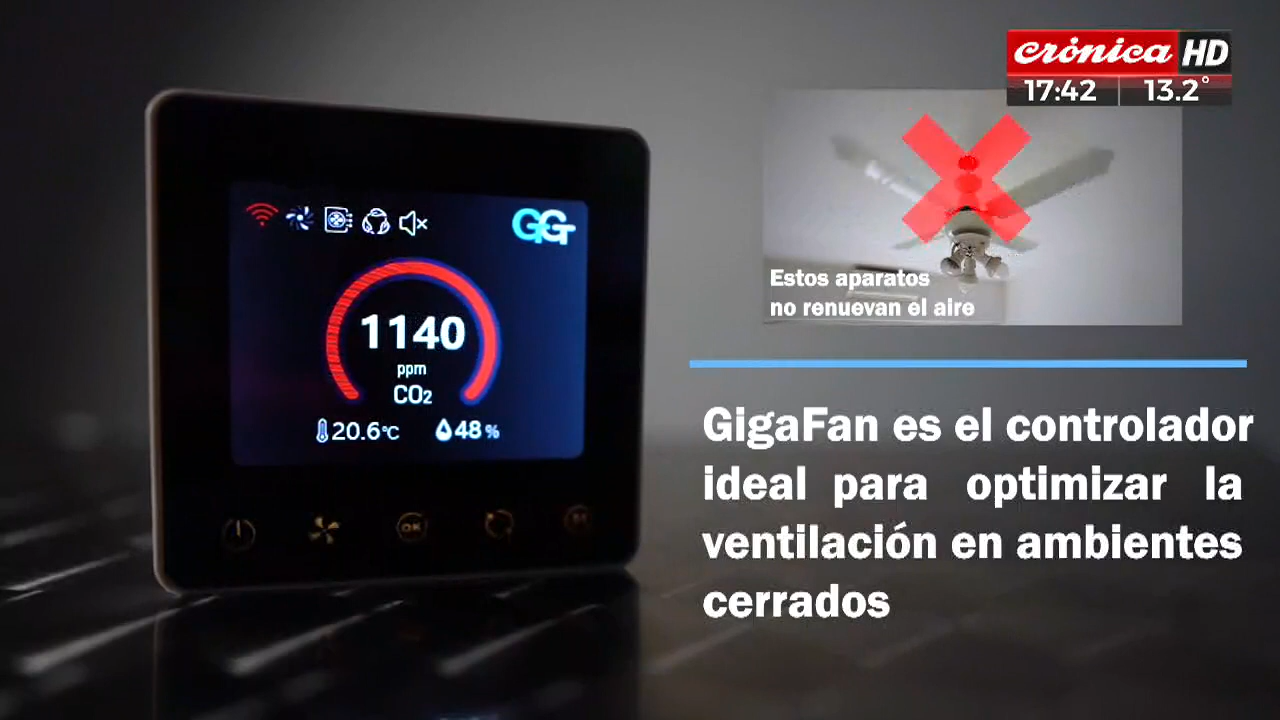 crónica HD
17:42 13.2°
GG
1140
ppm
CO₂
20.6°C 48%
OK
Estos aparatos
no renuevan el aire
GigaFan es el controlador
ideal para optimizar la
ventilación en ambientes
cerrados